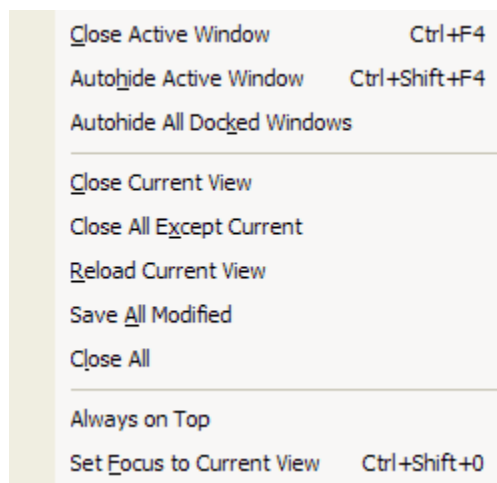 Close Active Window Ctrl+F4
Autohide Active Window Ctrl+Shift+F4
Autohide All Docked Windows
Close Current View
Close All Except Current
Reload Current View
Save All Modified
Close All
Always on Top
Set Focus to Current View Ctrl+Shift+0